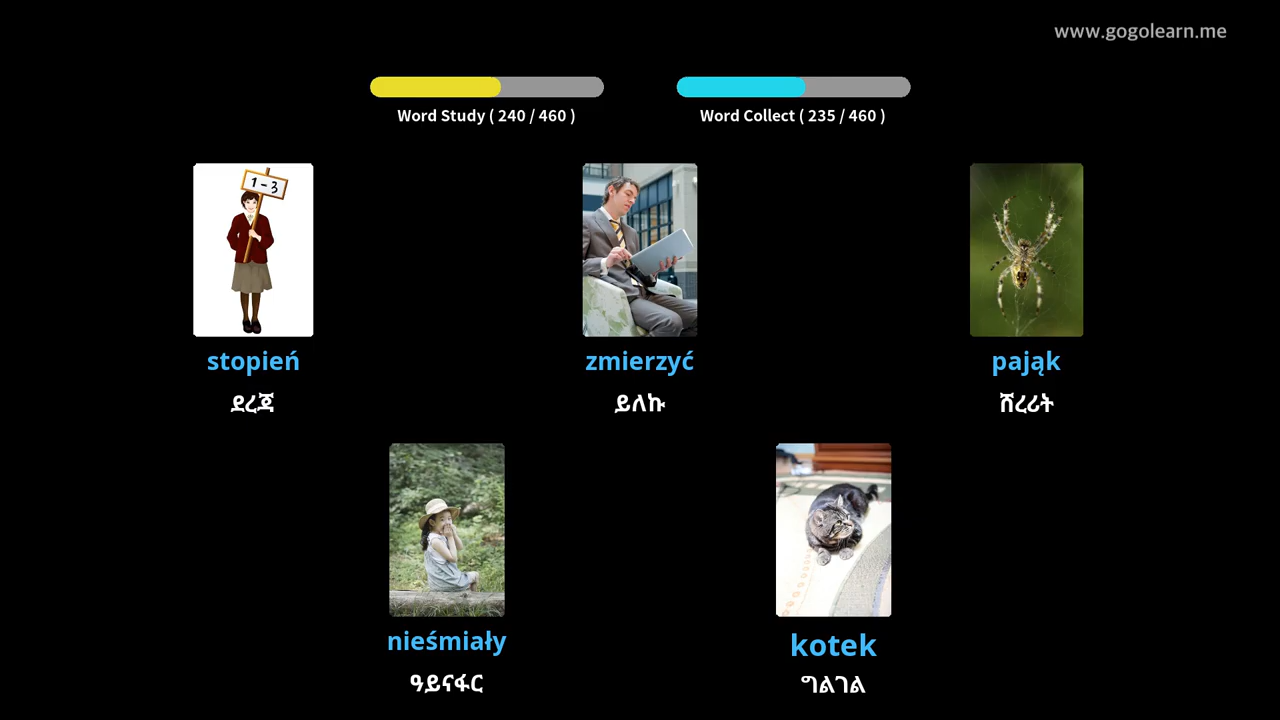 www.gogolearn.me
Word Study ( 240 / 460 )
Word Collect ( 235 / 460 )
1 - 3
stopień
zmierzyć
pająk
ደረጃ
ይለኩ
ሸረሪት
nieśmiały
kotek
ዓይናፋር
ግልገል